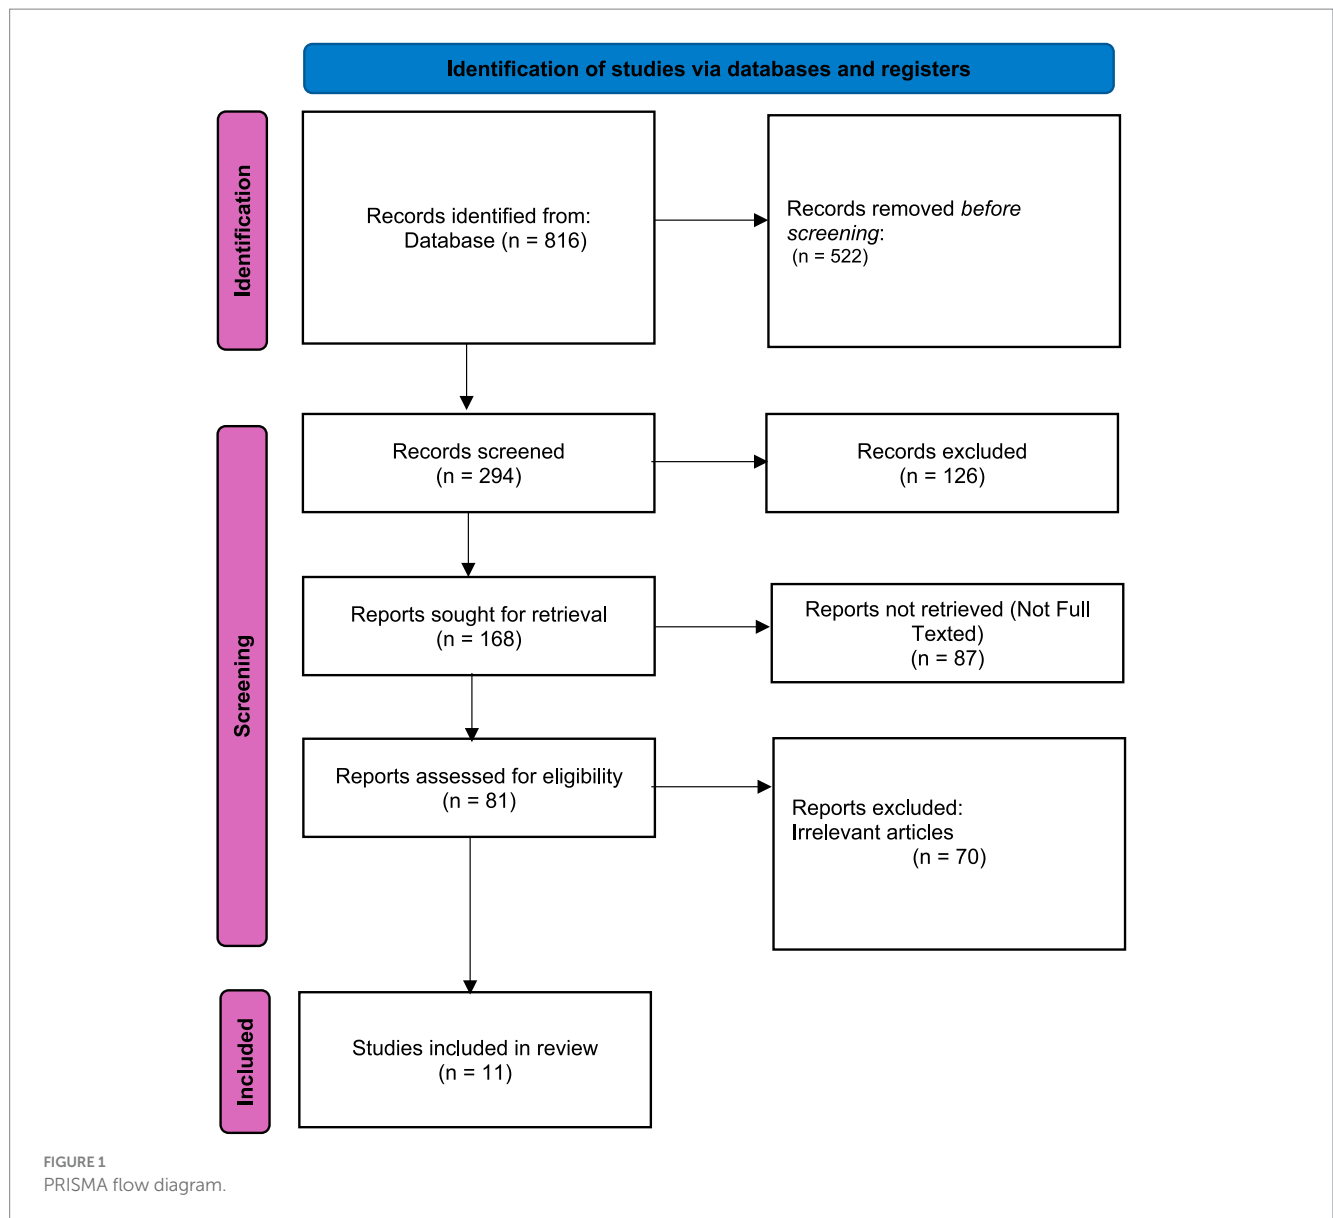 Identification of studies via databases and registers
Identification
Records identified from:
Database (n = 816)
Records removed before
screening:
(n = 522)
Screening
Records screened
(n = 294)
Records excluded
(n = 126)
Reports sought for retrieval
(n = 168)
Reports not retrieved (Not Full
Texted)
(n = 87)
Reports assessed for eligibility
(n = 81)
Reports excluded:
Irrelevant articles
(n = 70)
Included
Studies included in review
(n = 11)
FIGURE 1
PRISMA flow diagram.